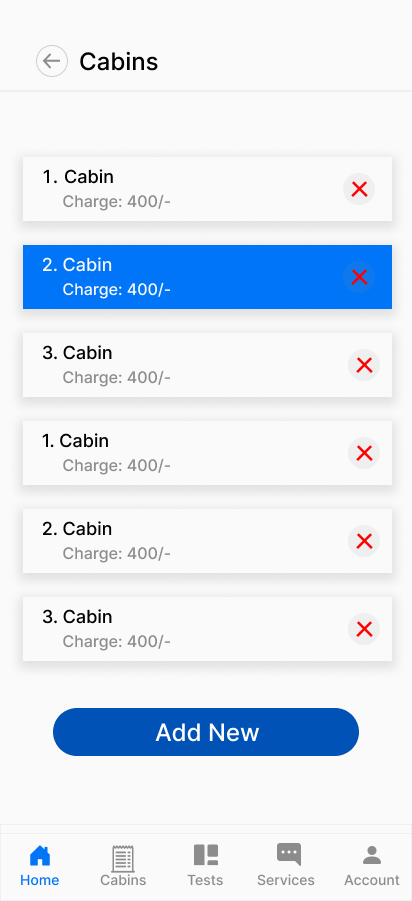 Cabins
1. Cabin
Charge: 400/-
2. Cabin
Charge: 400/-
3. Cabin
Charge: 400/-
1. Cabin
Charge: 400/-
2. Cabin
Charge: 400/-
3. Cabin
Charge: 400/-
Add New
Home Cabins Tests Services Account